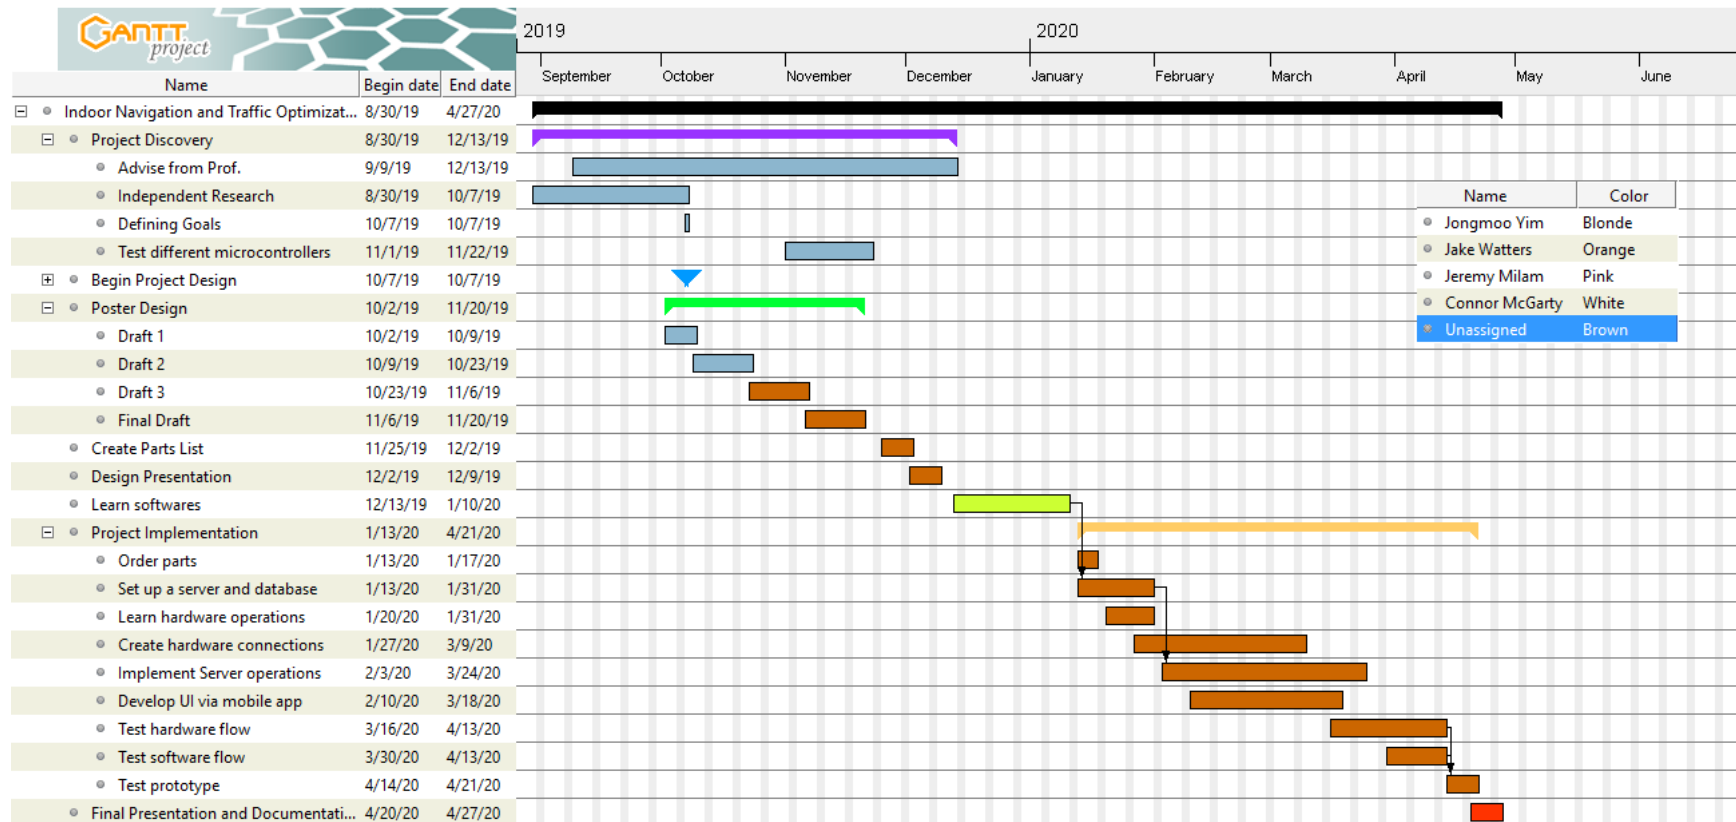 GANTT project
2019 2020
September October November December January February March April May June
Name Begin date End date
Indoor Navigation and Traffic Optimizat... 8/30/19 4/27/20
Project Discovery 8/30/19 12/13/19
Advise from Prof. 9/9/19 12/13/19
Independent Research 8/30/19 10/7/19
Defining Goals 10/7/19 10/7/19
Test different microcontrollers 11/1/19 11/22/19
Begin Project Design 10/7/19 10/7/19
Poster Design 10/2/19 11/20/19
Draft 1 10/2/19 10/9/19
Draft 2 10/9/19 10/23/19
Draft 3 10/23/19 11/6/19
Final Draft 11/6/19 11/20/19
Create Parts List 11/25/19 12/2/19
Design Presentation 12/2/19 12/9/19
Learn softwares 12/13/19 1/10/20
Project Implementation 1/13/20 4/21/20
Order parts 1/13/20 1/17/20
Set up a server and database 1/13/20 1/31/20
Learn hardware operations 1/20/20 1/31/20
Create hardware connections 1/27/20 3/9/20
Implement Server operations 2/3/20 3/24/20
Develop UI via mobile app 2/10/20 3/18/20
Test hardware flow 3/16/20 4/13/20
Test software flow 3/30/20 4/13/20
Test prototype 4/14/20 4/21/20
Final Presentation and Documentati... 4/20/20 4/27/20
Name Color
Jongmoo Yim Blonde
Jake Watters Orange
Jeremy Milam Pink
Connor McGarty White
Unassigned Brown